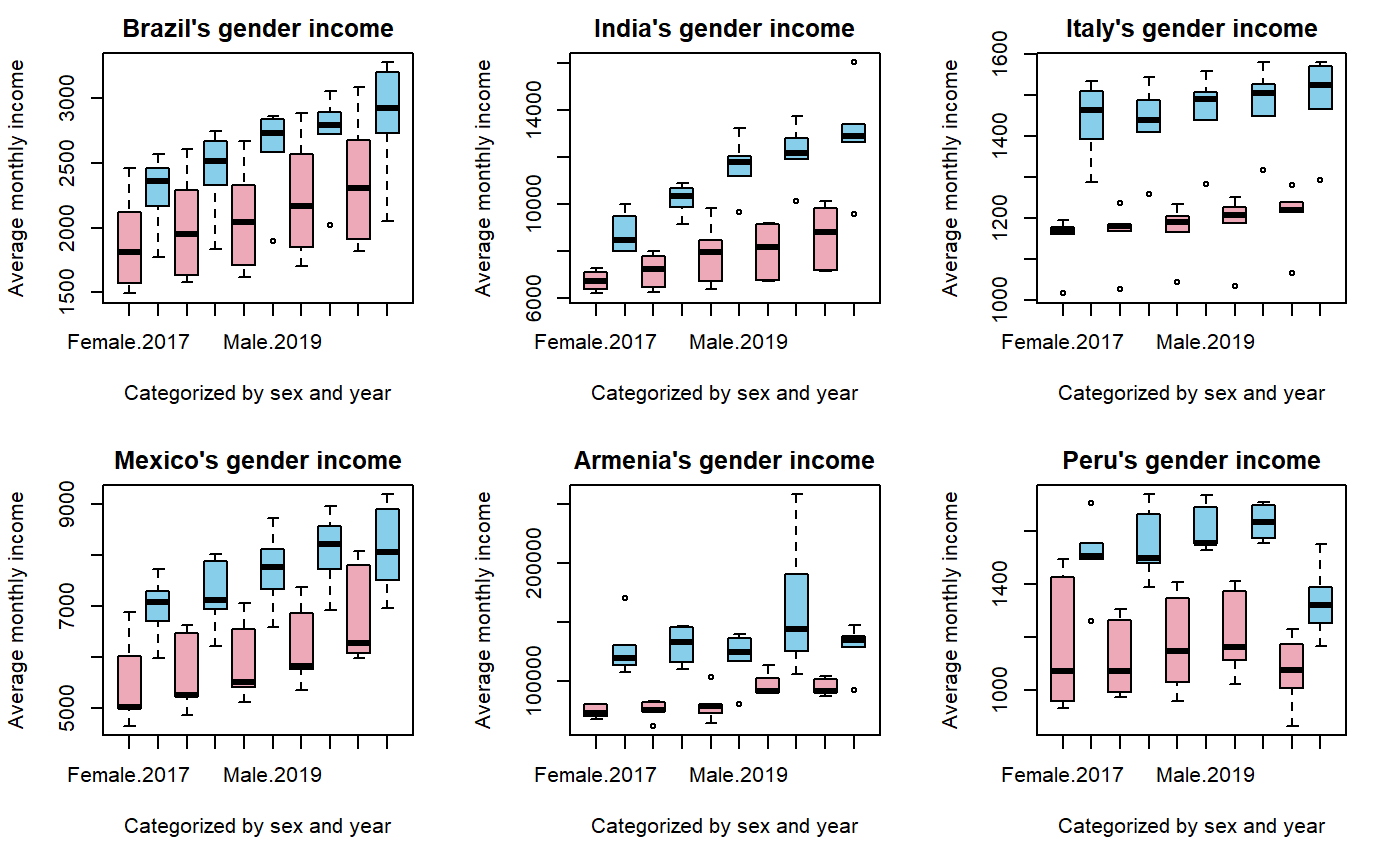 Brazil's gender income
Average monthly income
1500 2000 2500 3000
Female.2017 Male.2019
Categorized by sex and year
India's gender income
Average monthly income
6000 10000 14000
Female.2017 Male.2019
Categorized by sex and year
Italy's gender income
Average monthly income
1000 1200 1400 1600
Female.2017 Male.2019
Categorized by sex and year
Mexico's gender income
Average monthly income
5000 7000 9000
Female.2017 Male.2019
Categorized by sex and year
Armenia's gender income
Average monthly income
100000 200000
Female.2017 Male.2019
Categorized by sex and year
Peru's gender income
Average monthly income
1000 1400
Female.2017 Male.2019
Categorized by sex and year